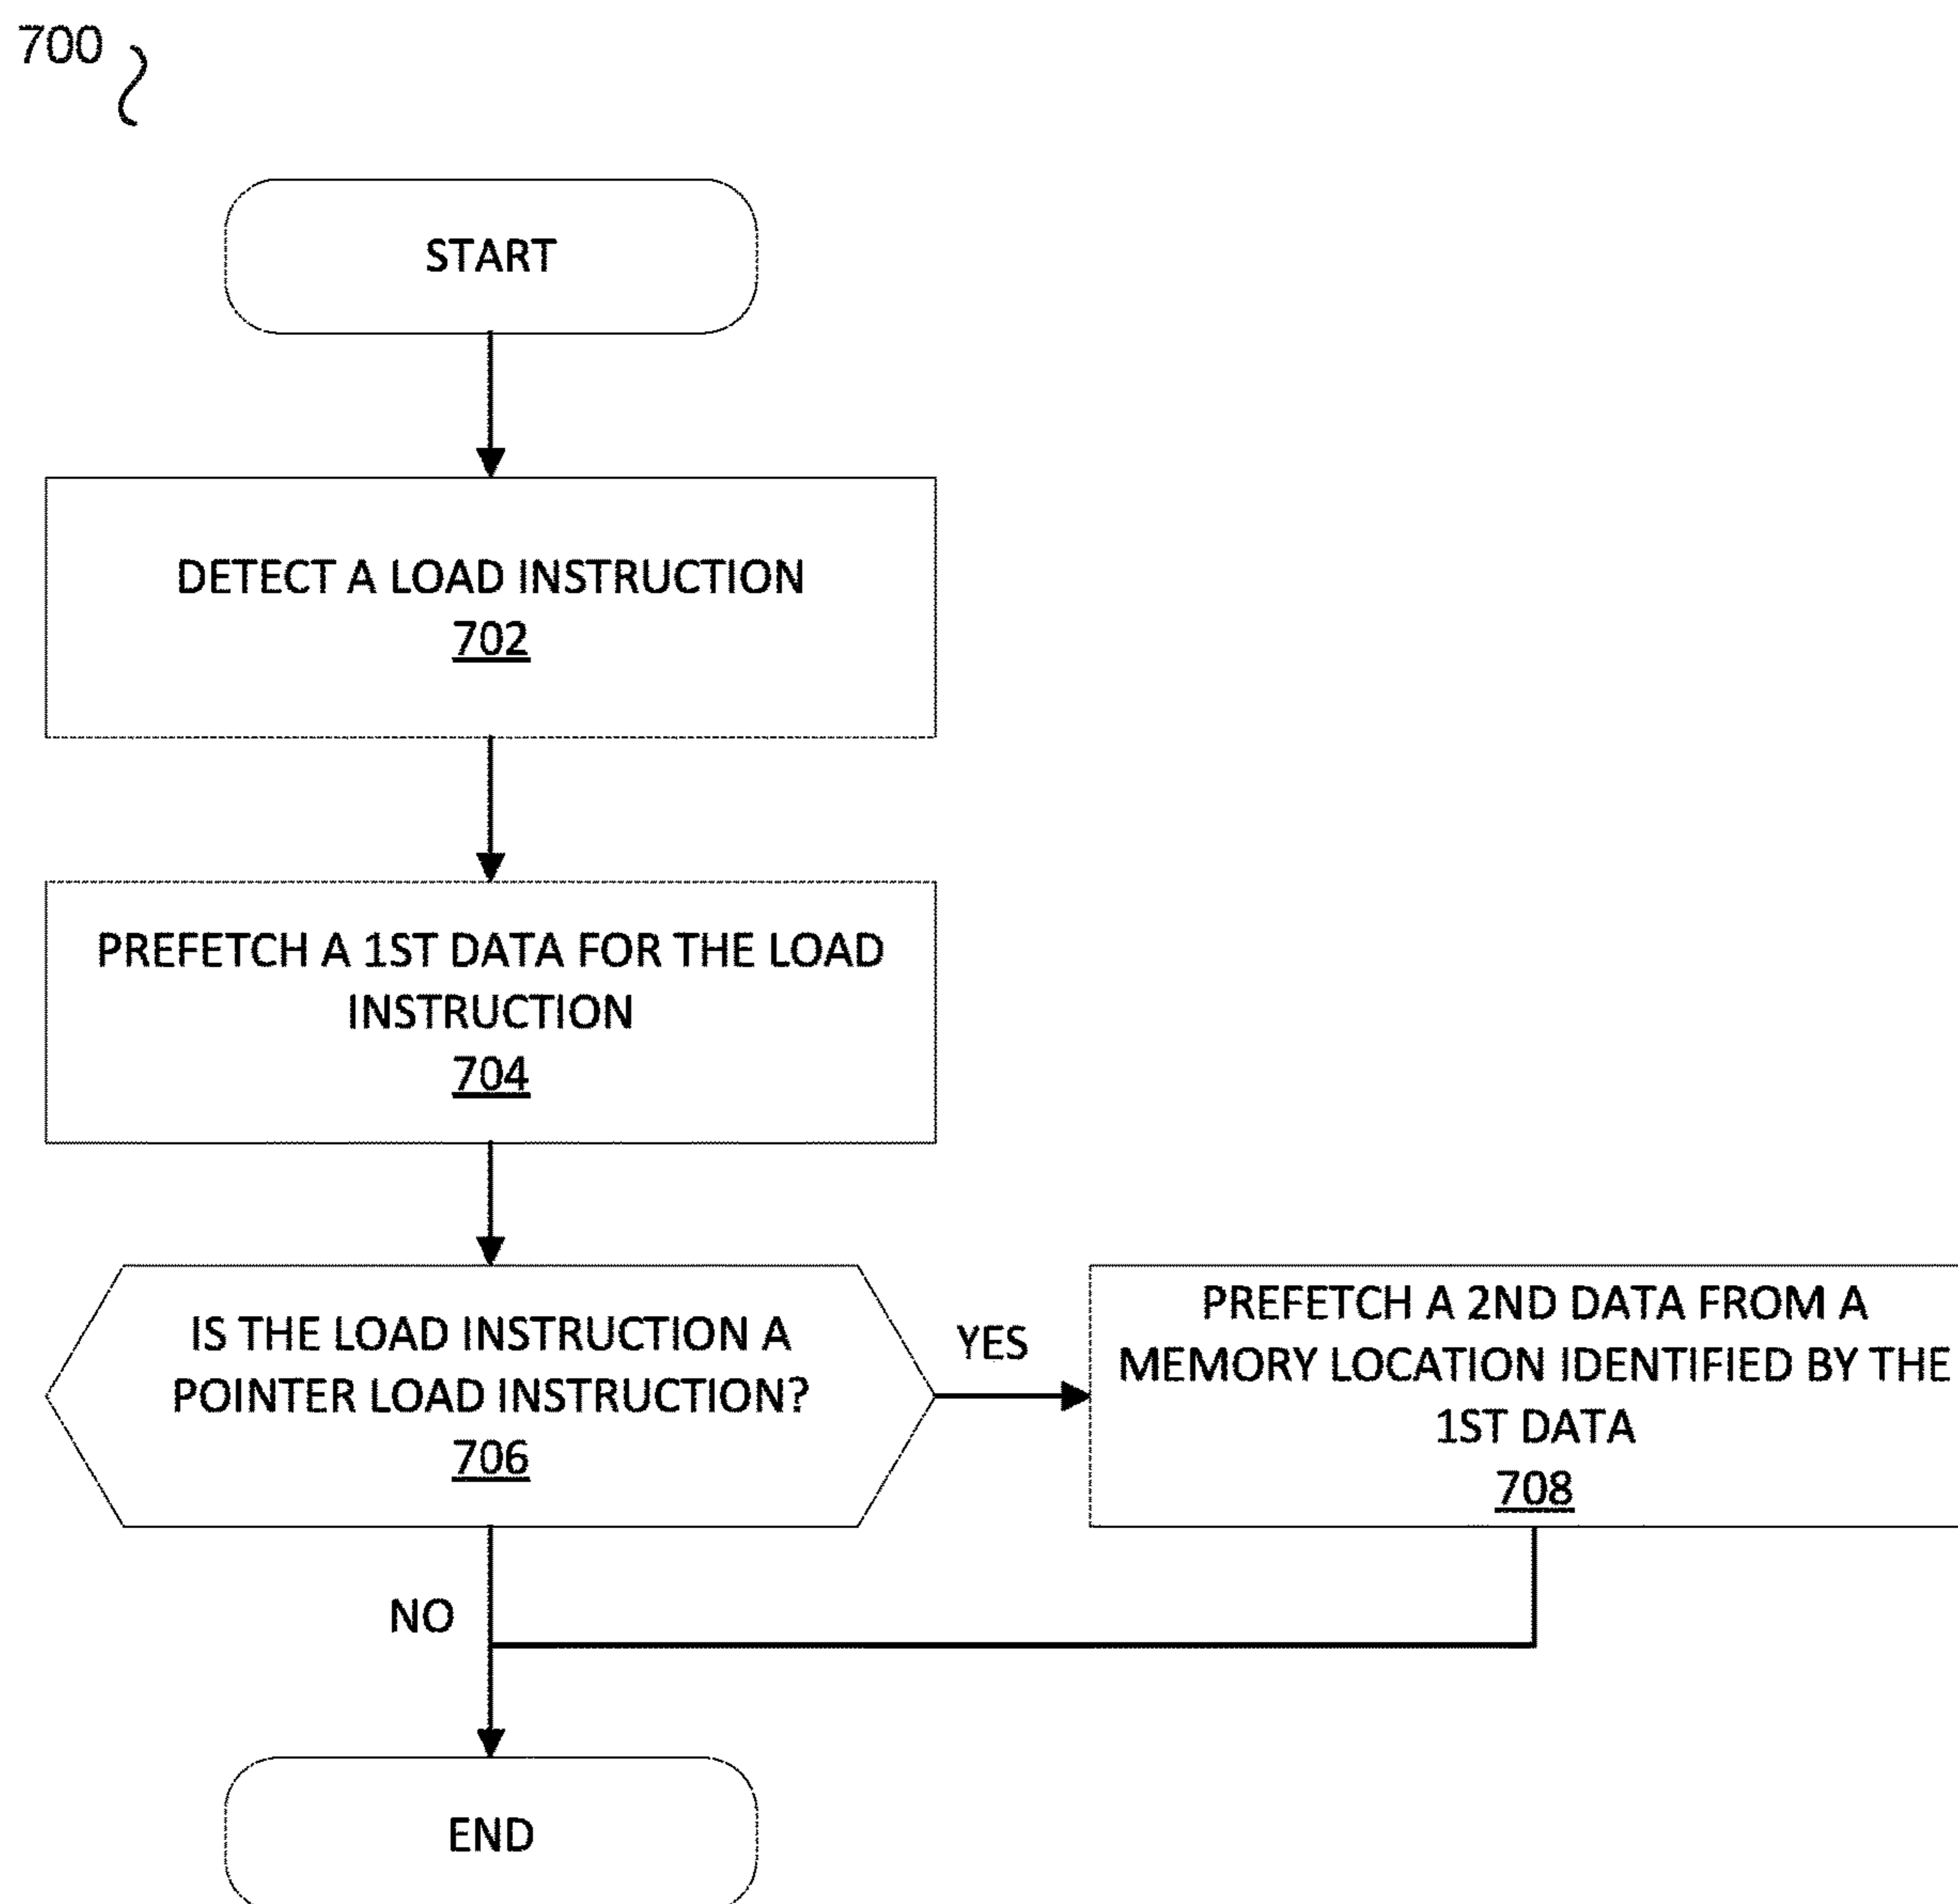 700
START
DETECT A LOAD INSTRUCTION
702
PREFETCH A 1ST DATA FOR THE LOAD
INSTRUCTION
704
IS THE LOAD INSTRUCTION A
POINTER LOAD INSTRUCTION?
706
YES
PREFETCH A 2ND DATA FROM A
MEMORY LOCATION IDENTIFIED BY THE
1ST DATA
708
NO
END